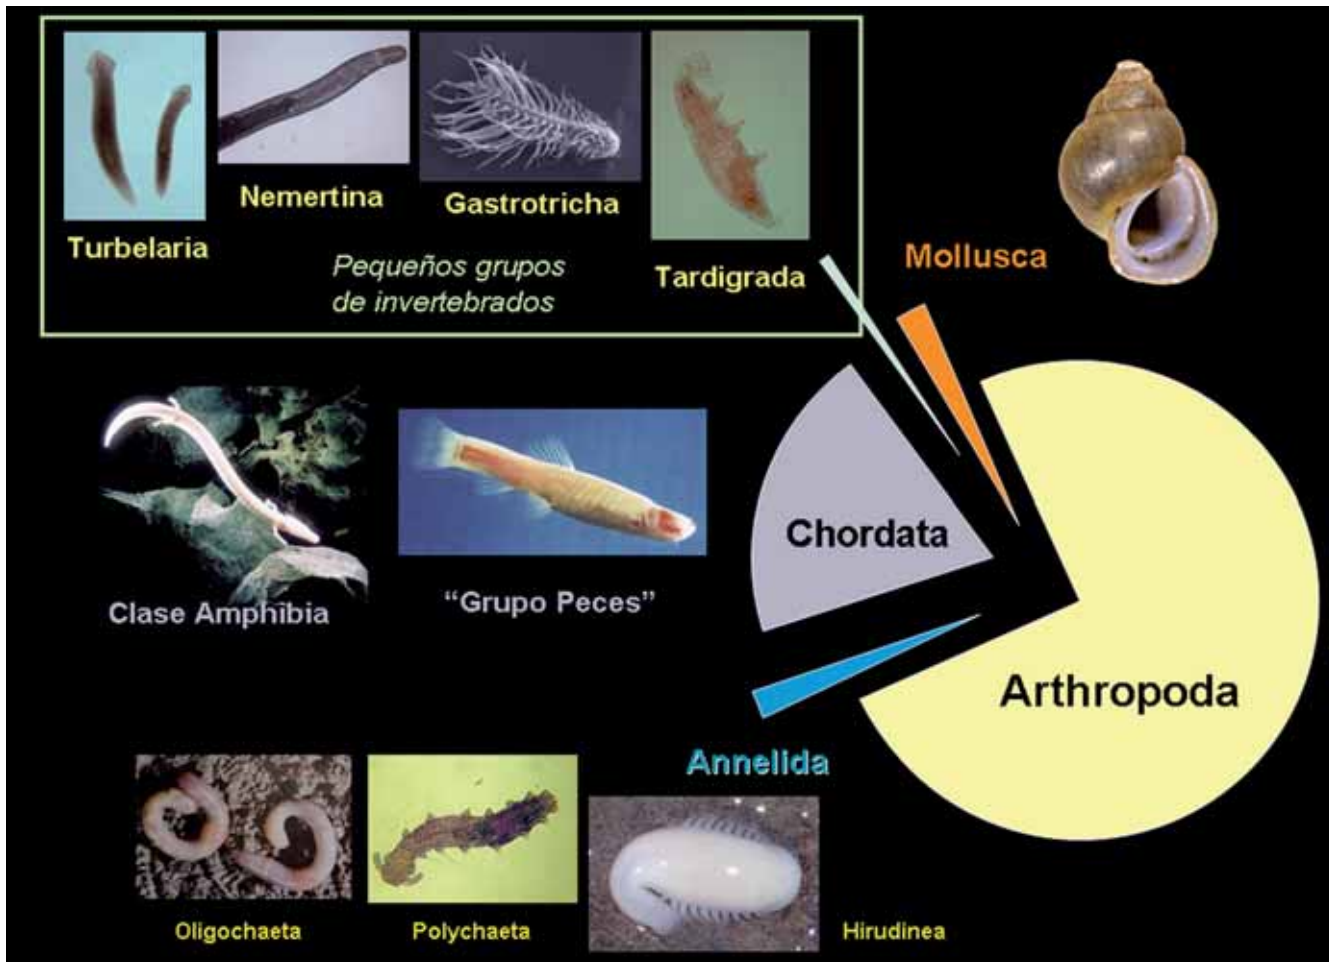 Turbelaria
Nemertina
Gastrotricha
Tardigrada
Pequeños grupos
de invertebrados
Mollusca
Clase Amphibia
“Grupo Peces”
Chordata
Arthropoda
Annelida
Oligochaeta
Polychaeta
Hirudinea